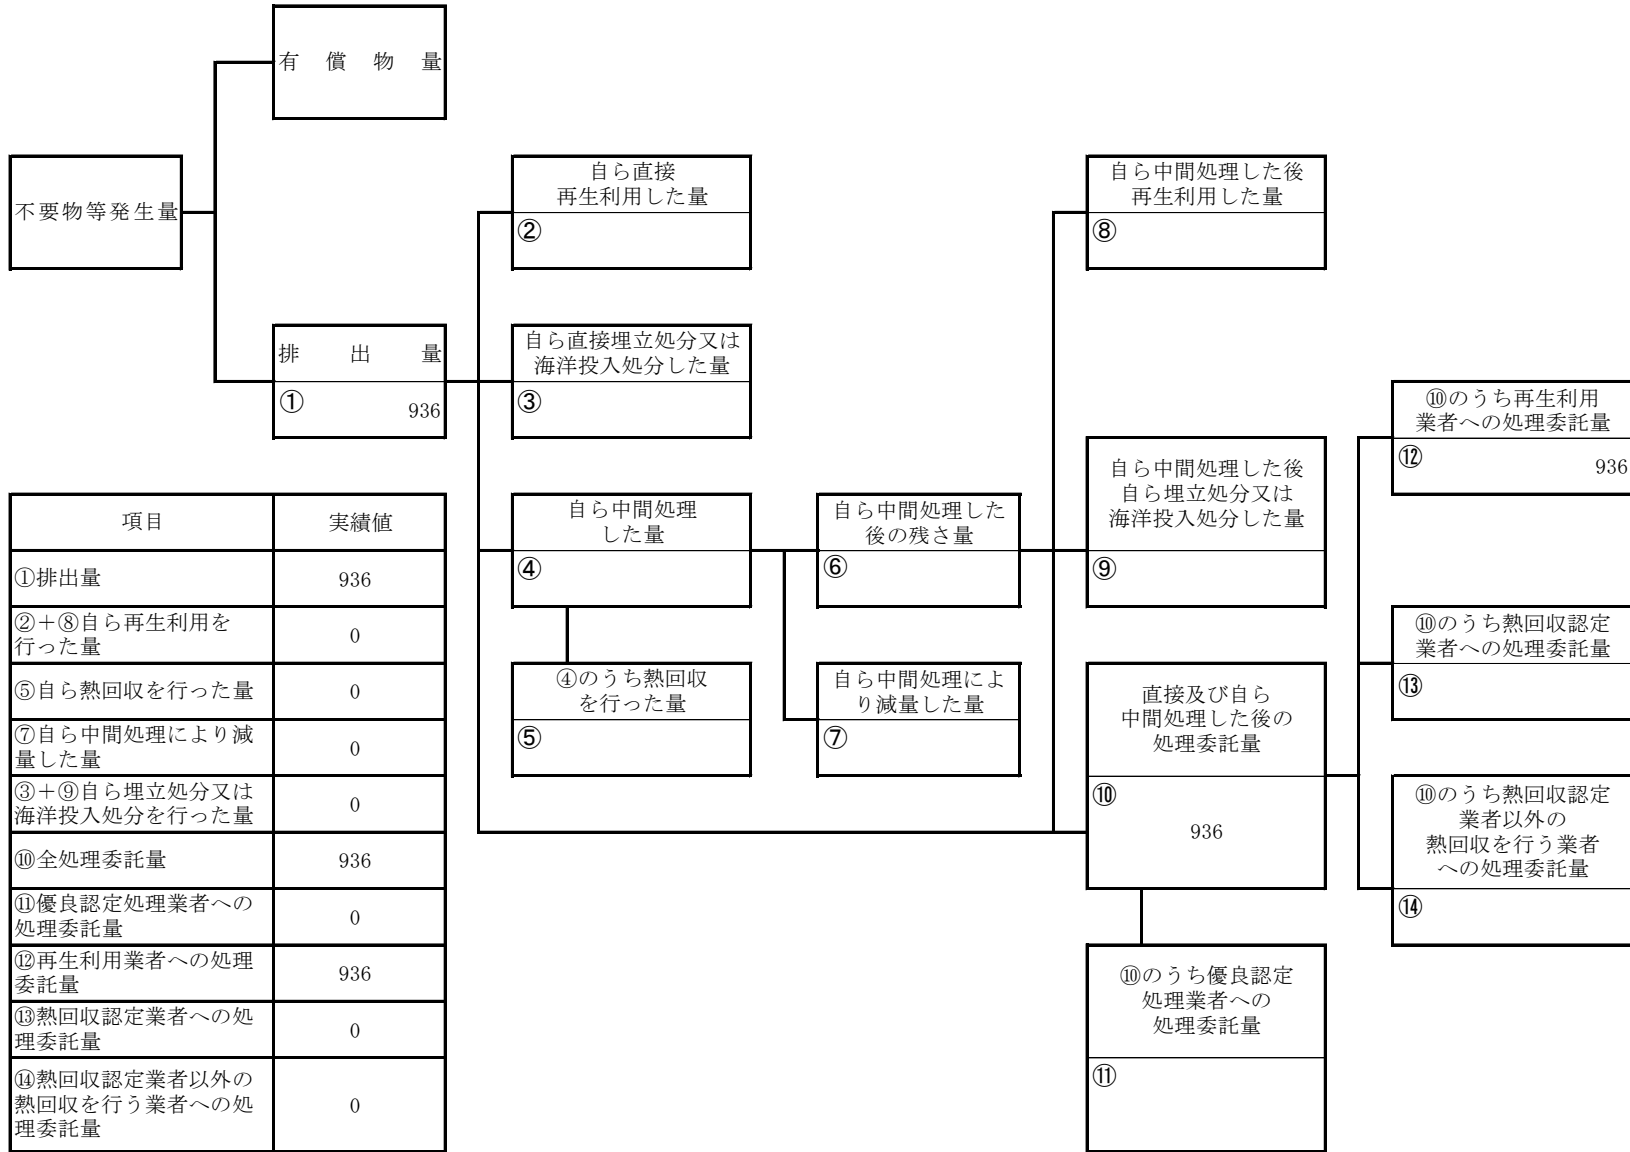 有償物量
不要物等発生量
排出量
①
936
自ら直接
再生利用した量
②
自ら直接埋立処分又は
海洋投入処分した量
③
自ら中間処理
した量
④
④のうち熱回収
を行った量
⑤
自ら中間処理した
後の残さ量
⑥
自ら中間処理によ
り減量した量
⑦
自ら中間処理した後
再生利用した量
⑧
自ら中間処理した後
自ら埋立処分又は
海洋投入処分した量
⑨
直接及び自ら
中間処理した後の
処理委託量
⑩
936
⑩のうち優良認定
処理業者への
処理委託量
⑪
⑩のうち再生利用
業者への処理委託量
⑫
936
⑩のうち熱回収認定
業者への処理委託量
⑬
⑩のうち熱回収認定
業者以外の
熱回収を行う業者
への処理委託量
⑭
項目 実績値
①排出量 936
②+⑧自ら再生利用を
行った量 0
⑤自ら熱回収を行った量 0
⑦自ら中間処理により減
量した量 0
③+⑨自ら埋立処分又は
海洋投入処分を行った量 0
⑩全処理委託量 936
⑪優良認定処理業者への
処理委託量 0
⑫再生利用業者への処理
委託量 936
⑬熱回収認定業者への処
理委託量 0
⑭熱回収認定業者以外の
熱回収を行う業者への処
理委託量 0